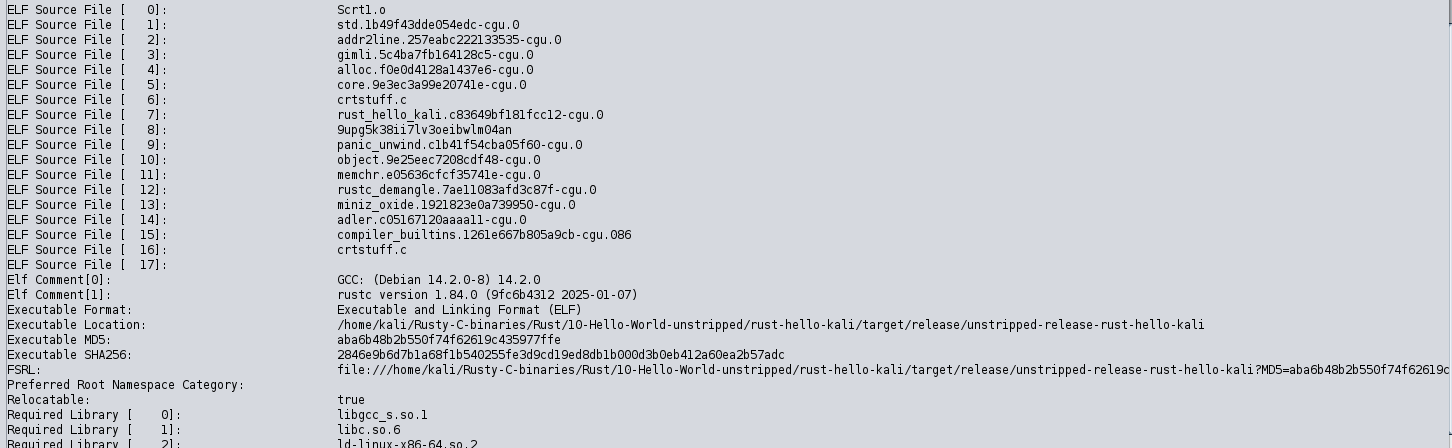 ELF Source File [   0]: Scrt1.o
ELF Source File [   1]: std.1b49f43dde054edc-cgu.0
ELF Source File [   2]: addr2line.257eabc222133535-cgu.0
ELF Source File [   3]: gimli.5c4ba7fb164128c5-cgu.0
ELF Source File [   4]: alloc.f0e0d4128a1437e6-cgu.0
ELF Source File [   5]: core.9e3ec3a99e20741e-cgu.0
ELF Source File [   6]: crtstuff.c
ELF Source File [   7]: rust_hello_kali.c83649bf181fcc12-cgu.0
ELF Source File [   8]: 9upg5k38ii7lv3oeibwlm04an
ELF Source File [   9]: panic_unwind.c1b41f54cba05f60-cgu.0
ELF Source File [  10]: object.9e25eec7208cdf48-cgu.0
ELF Source File [  11]: memchr.e05636cfcf35741e-cgu.0
ELF Source File [  12]: rustc_demangle.7ae11083afd3c87f-cgu.0
ELF Source File [  13]: miniz_oxide.1921823e0a739950-cgu.0
ELF Source File [  14]: adler.c05167120aaaa11-cgu.0
ELF Source File [  15]: compiler_builtins.1261e667b805a9cb-cgu.086
ELF Source File [  16]: crtstuff.c
ELF Source File [  17]:
Elf Comment[0]: GCC: (Debian 14.2.0-8) 14.2.0
Elf Comment[1]: rustc version 1.84.0 (9fc6b4312 2025-01-07)
Executable Format: Executable and Linking Format (ELF)
Executable Location: /home/kali/Rusty-C-binaries/Rust/10-Hello-World-unstripped/rust-hello-kali/target/release/unstripped-release-rust-hello-kali
Executable MD5: aba6b48b2b550f74f62619c435977ffe
Executable SHA256: 2846e9b6d7b1a68f1b540255fe3d9cd19ed8db1b000d3b0eb412a60ea2b57adc
FSRL: file:///home/kali/Rusty-C-binaries/Rust/10-Hello-World-unstripped/rust-hello-kali/target/release/unstripped-release-rust-hello-kali?MD5=aba6b48b2b550f74f62619c
Preferred Root Namespace Category:
Relocatable: true
Required Library [   0]: libgcc_s.so.1
Required Library [   1]: libc.so.6
Required Library [   2]: ld-linux-x86-64.so.2